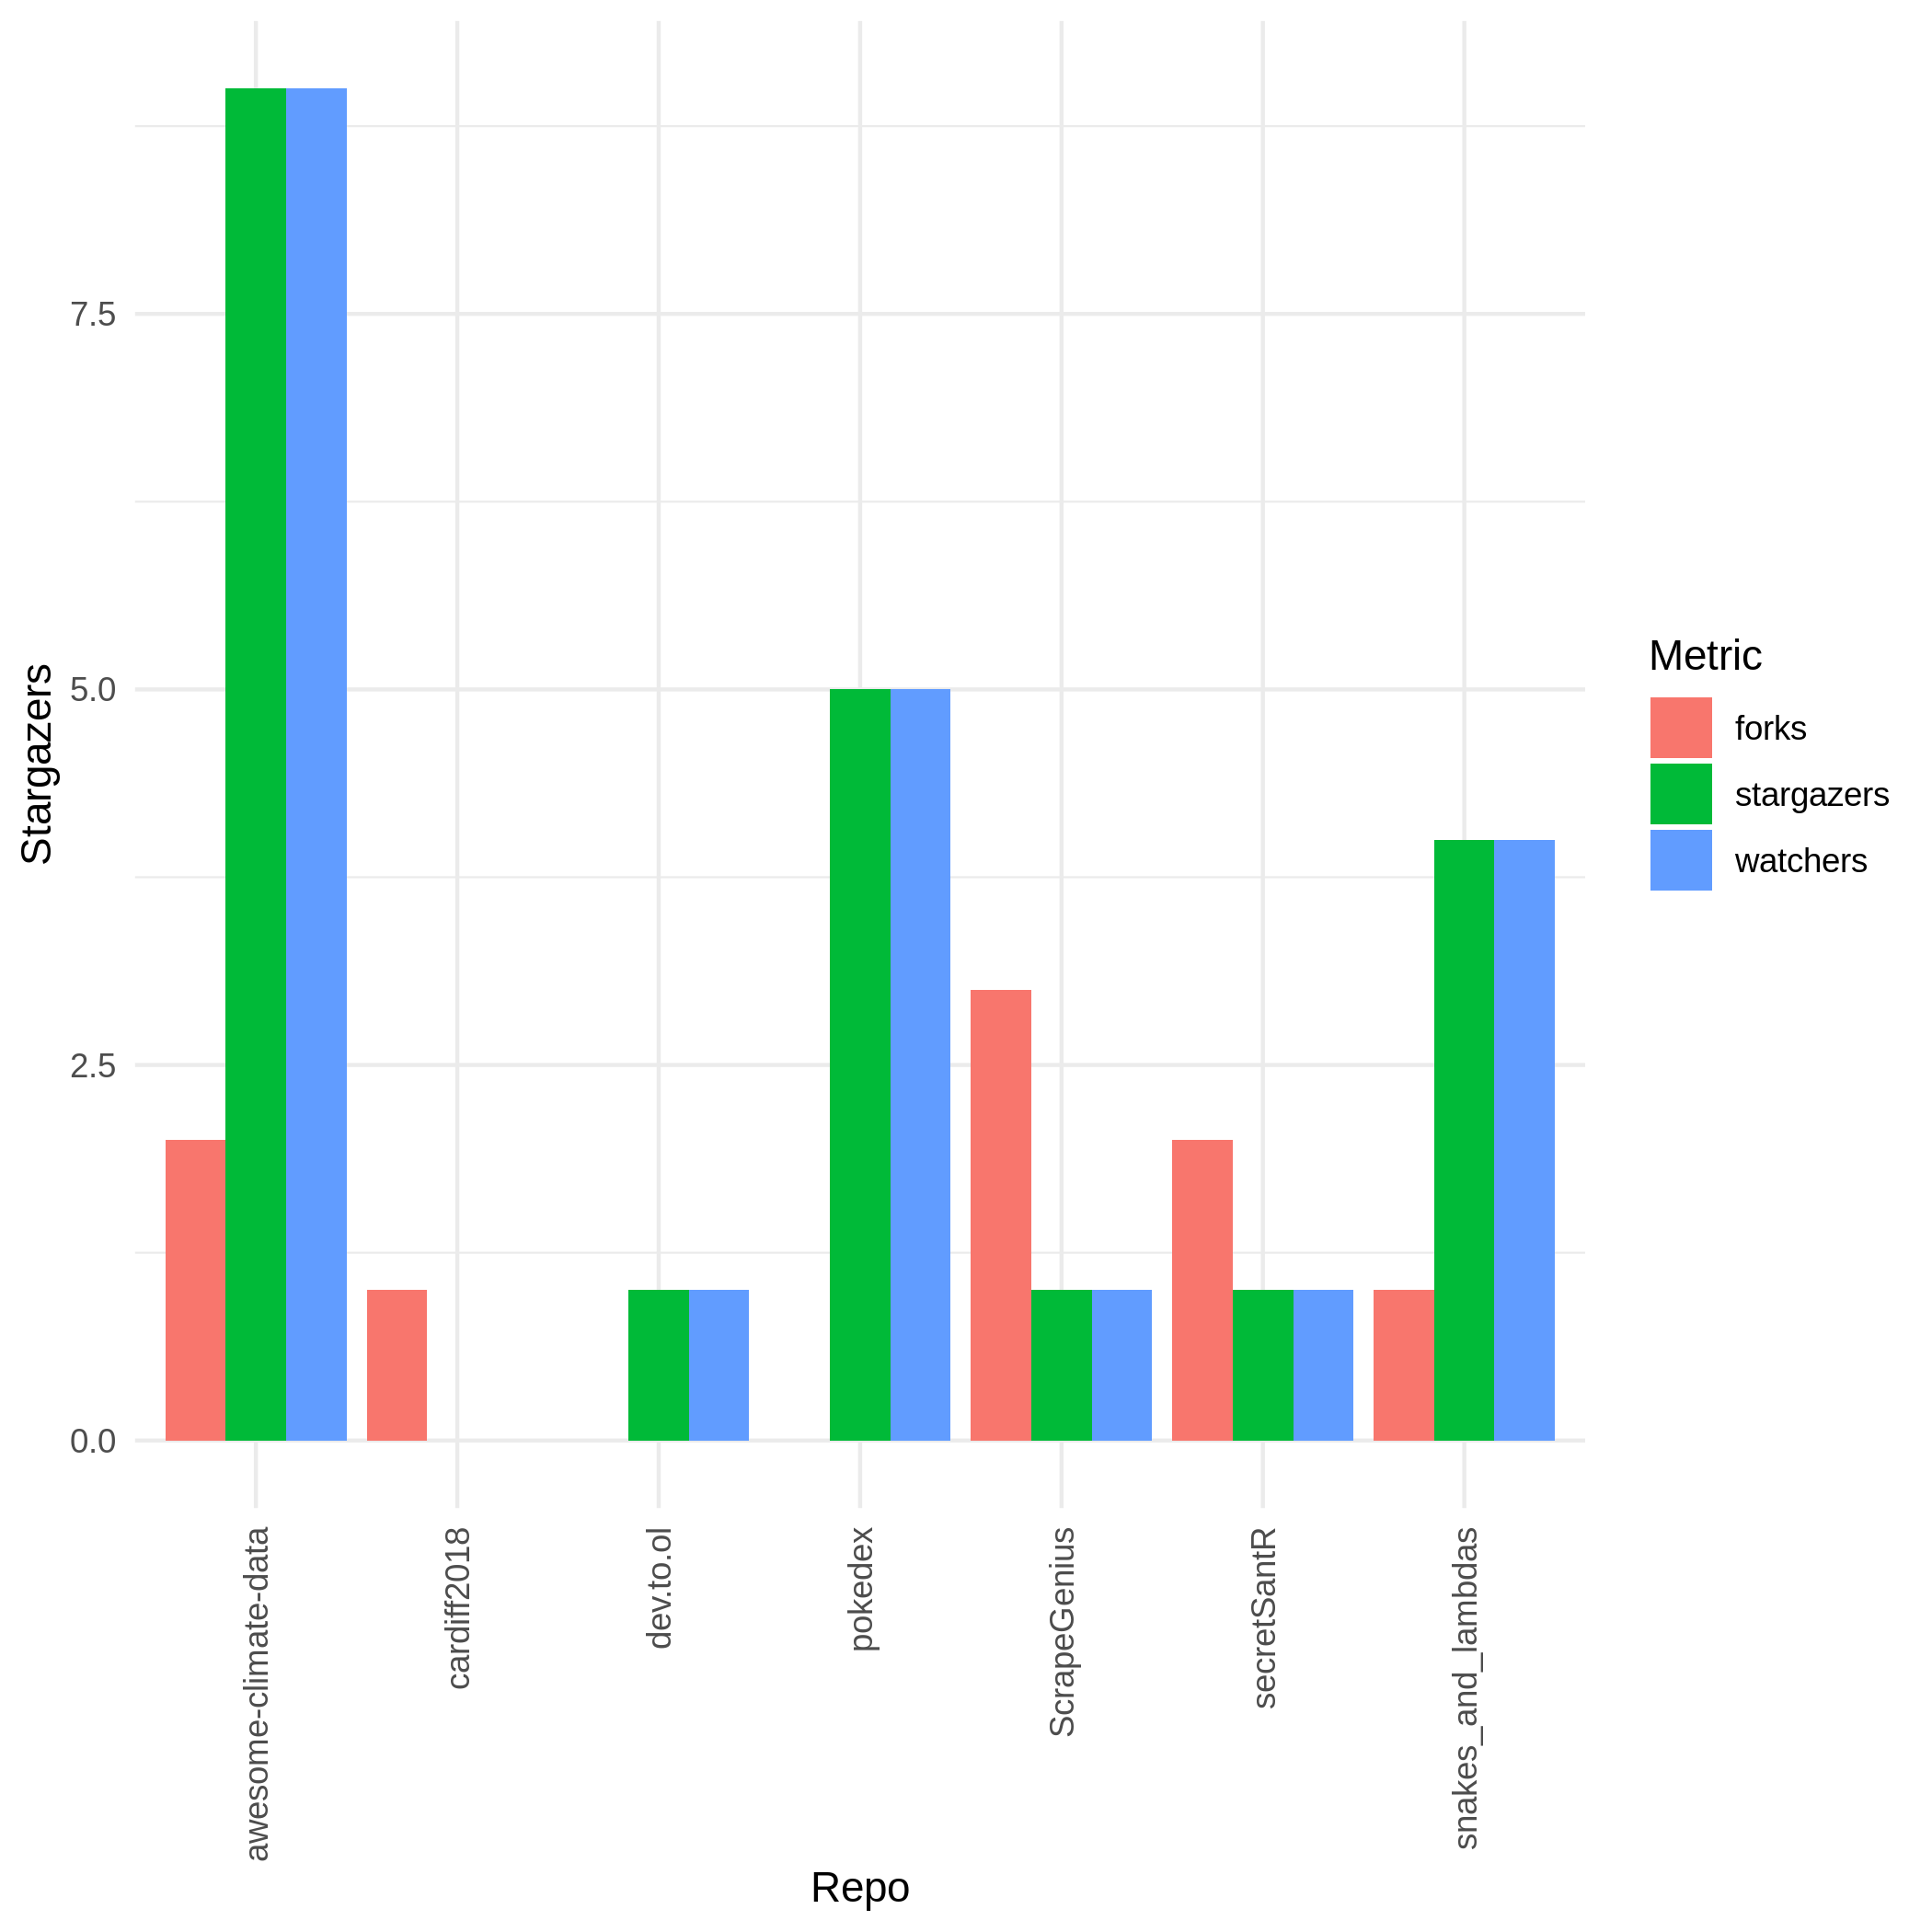 Stargazers
7.5
5.0
2.5
0.0
awesome-climate-data
cardiff2018
dev.to.ol
pokedex
ScrapeGenius
secretSantR
snakes_and_lambdas
Repo
Metric
forks
stargazers
watchers